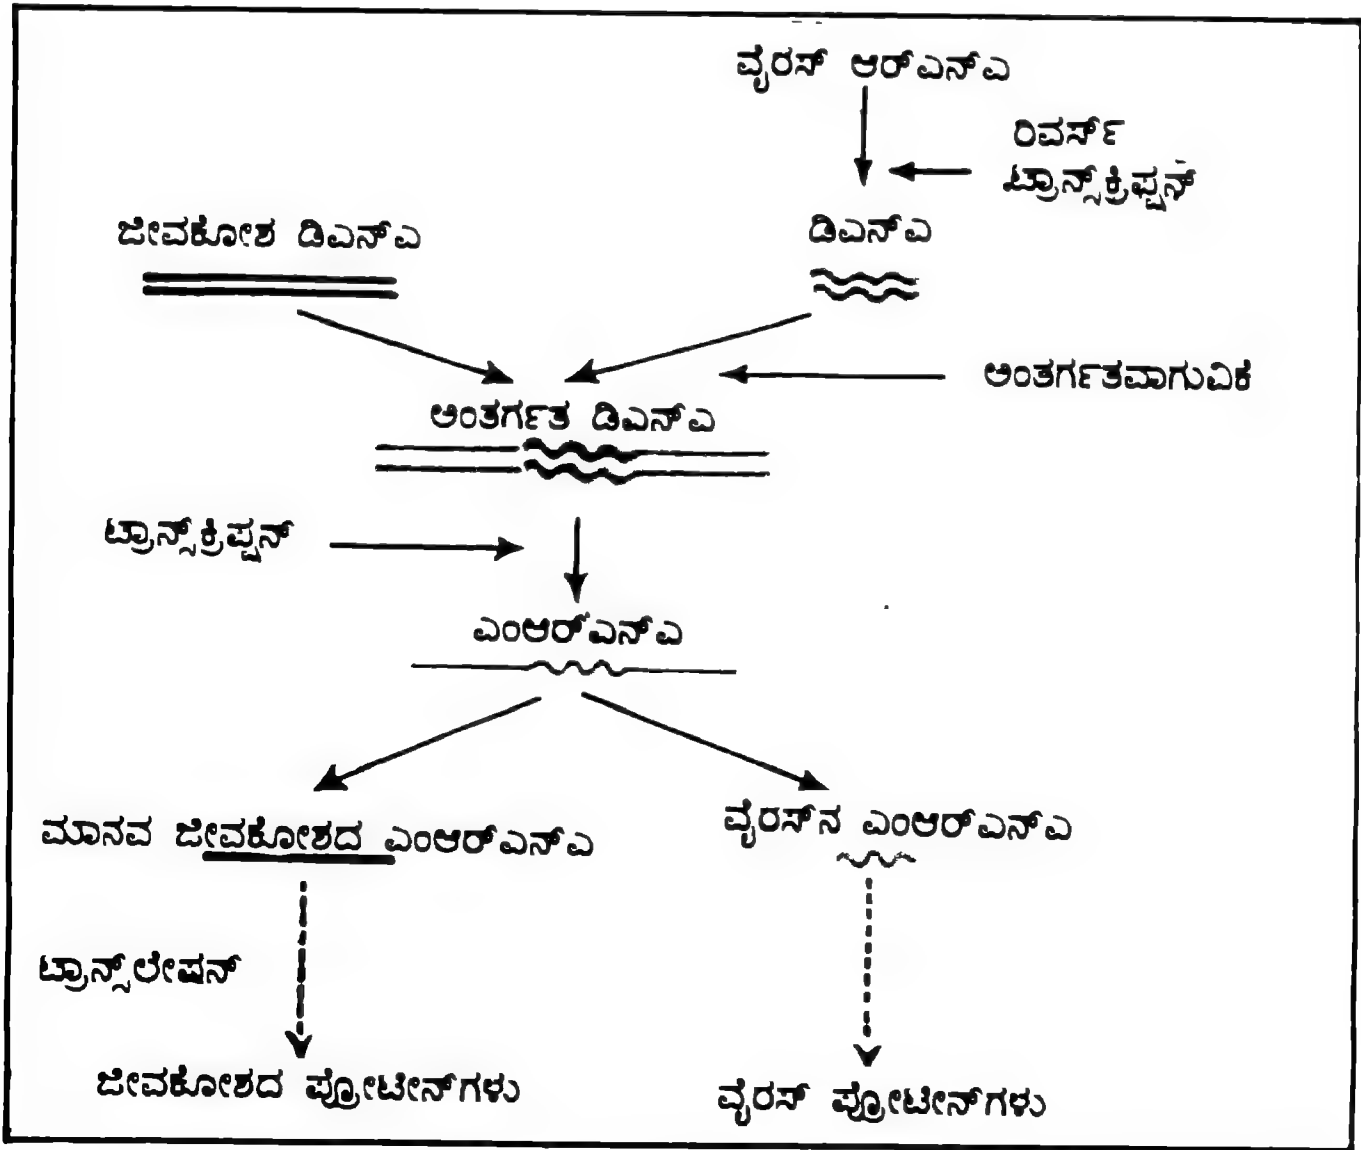 ವೈರಸ್ ಆರ್ಎನ್ಎ
ರಿವರ್ಸ್
ಟ್ರಾನ್ಸ್‌ಕ್ರಿಪ್ಷನ್
ಜೀವಕೋಶ ಡಿಎನ್ಎ
ಡಿಎನ್ಎ
ಅಂತರ್ಗತವಾಗುವಿಕೆ
ಅಂತರ್ಗತ ಡಿಎನ್ಎ
ಟ್ರಾನ್ಸ್‌ಕ್ರಿಪ್ಷನ್
ಎಂಆರ್ಎನ್ಎ
ಮಾನವ ಜೀವಕೋಶದ ಎಂಆರ್ಎನ್ಎ
ವೈರಸ್‌ನ ಎಂಆರ್ಎನ್ಎ
ಟ್ರಾನ್ಸ್‌ಲೇಷನ್
ಜೀವಕೋಶದ ಪ್ರೋಟೀನ್‌ಗಳು
ವೈರಸ್ ಪ್ರೋಟೀನ್‌ಗಳು